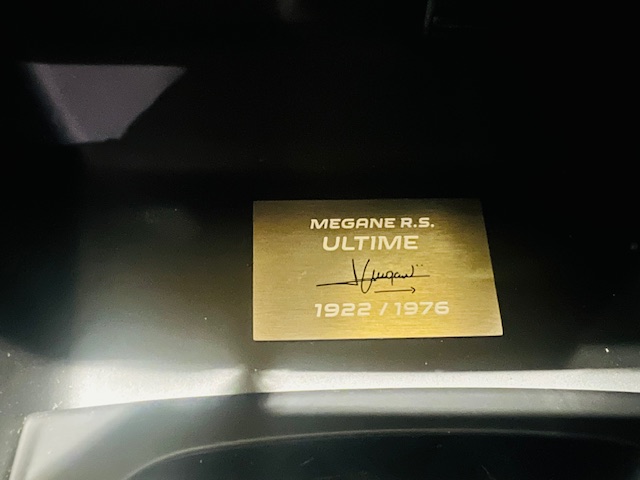 MEGANE R.S.
ULTIME
1922 / 1976